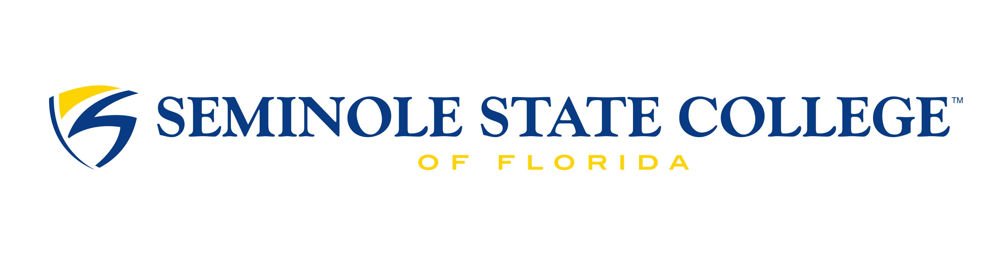 SEMINOLE STATE COLLEGE™
OF FLORIDA